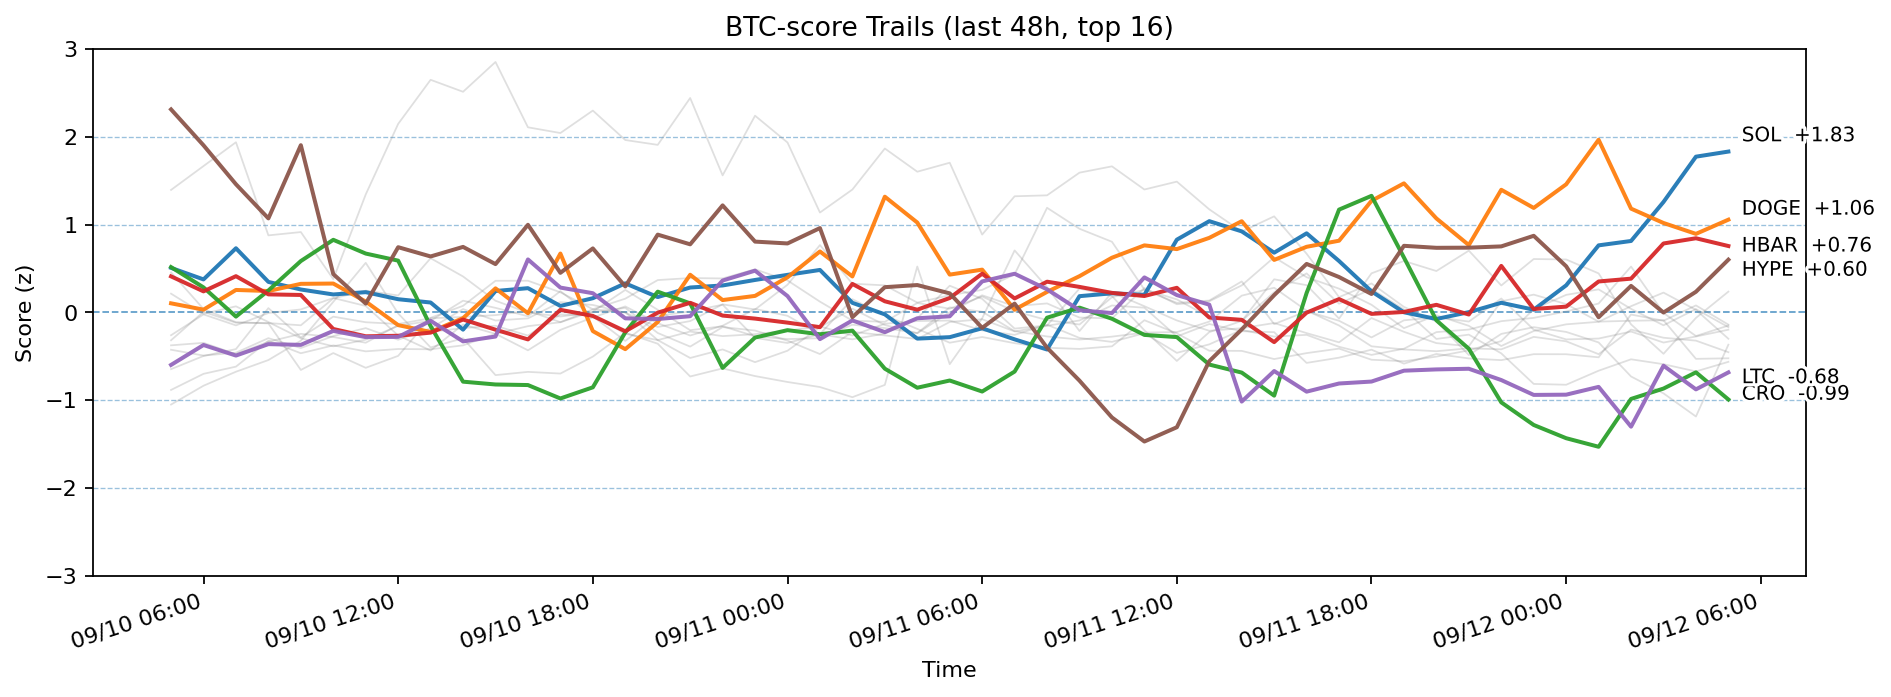 BTC-score Trails (last 48h, top 16)
Score (z)
3
2
1
0
−1
−2
−3
SOL +1.83
DOGE +1.06
HBAR +0.76
HYPE +0.60
LTC -0.68
CRO -0.99
09/10 06:00
09/10 12:00
09/10 18:00
09/11 00:00
09/11 06:00
09/11 12:00
09/11 18:00
09/12 00:00
09/12 06:00
Time